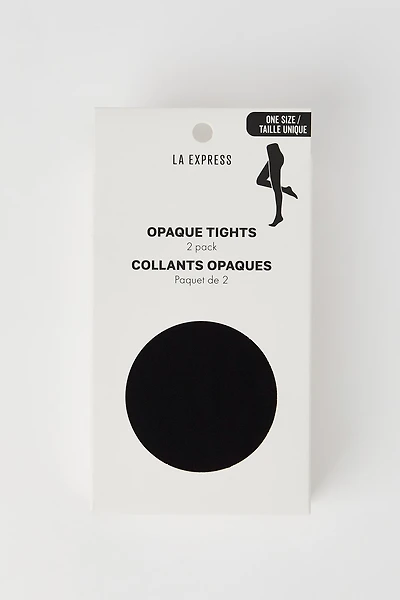 ONE SIZE /
TAILLE UNIQUE
LA EXPRESS
OPAQUE TIGHTS
2 pack
COLLANTS OPAQUES
Paquet de 2